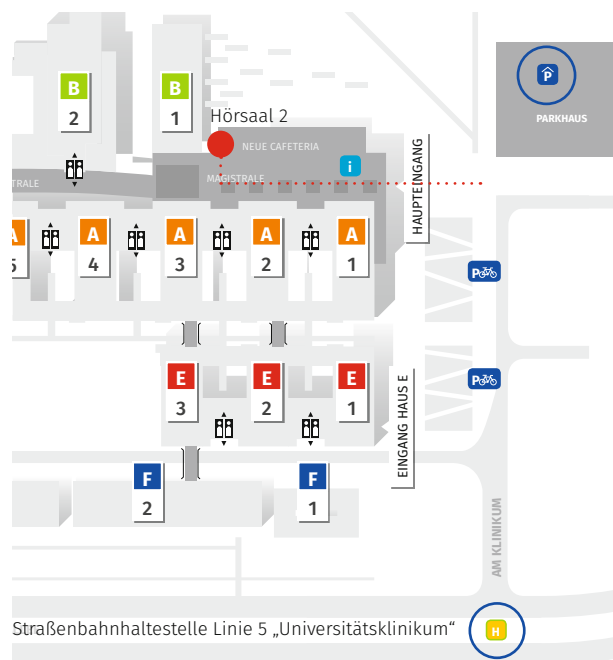 P
PARKHAUS
B
2
B
1
Hörsaal 2
NEUE CAFETERIA
i
HAUPTEINGANG
TRALE
MAGISTRALE
A
5
A
4
A
3
A
2
A
1
P
E
3
E
2
E
1
P
EINGANG HAUS E
F
2
F
1
AM KLINIKUM
Straßenbahnhaltestelle Linie 5 „Universitätsklinikum“
H